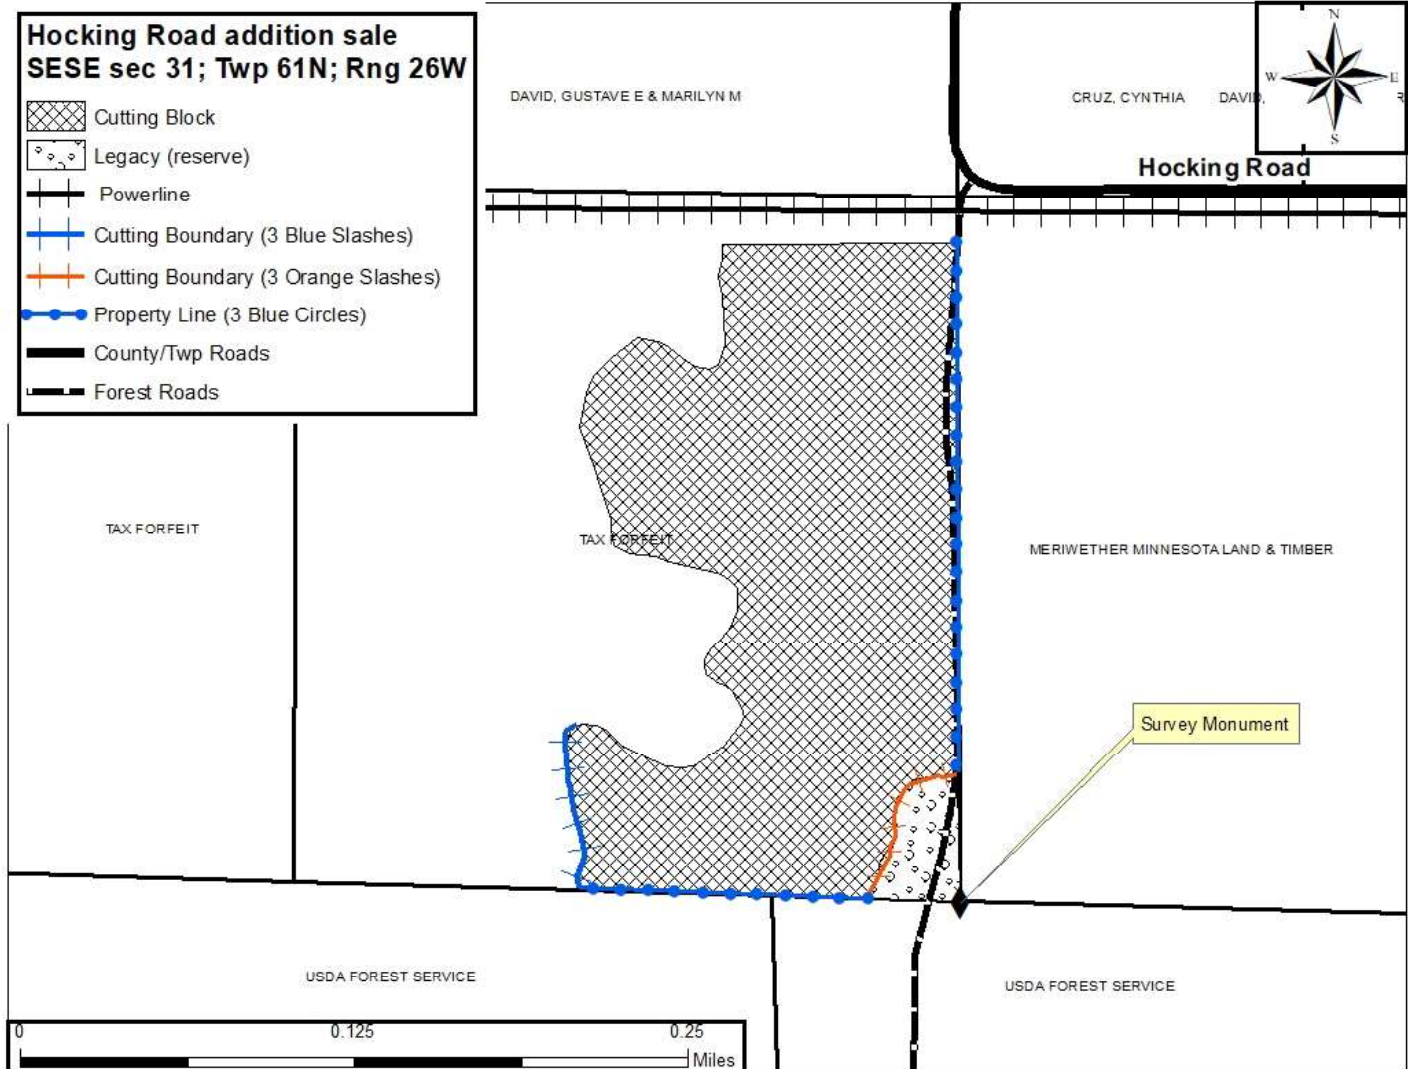 Hocking Road addition sale
SESE sec 31; Twp 61N; Rng 26W
Cutting Block
Legacy (reserve)
Powerline
Cutting Boundary (3 Blue Slashes)
Cutting Boundary (3 Orange Slashes)
Property Line (3 Blue Circles)
County/Twp Roads
Forest Roads
DAVID, GUSTAVE E & MARILYN M
CRUZ, CYNTHIA
DAVID,
N
W
E
S
Hocking Road
TAX FORFEIT
TAX FORFEIT
MERIWETHER MINNESOTA LAND & TIMBER
Survey Monument
USDA FOREST SERVICE
USDA FOREST SERVICE
0
0.125
0.25
Miles